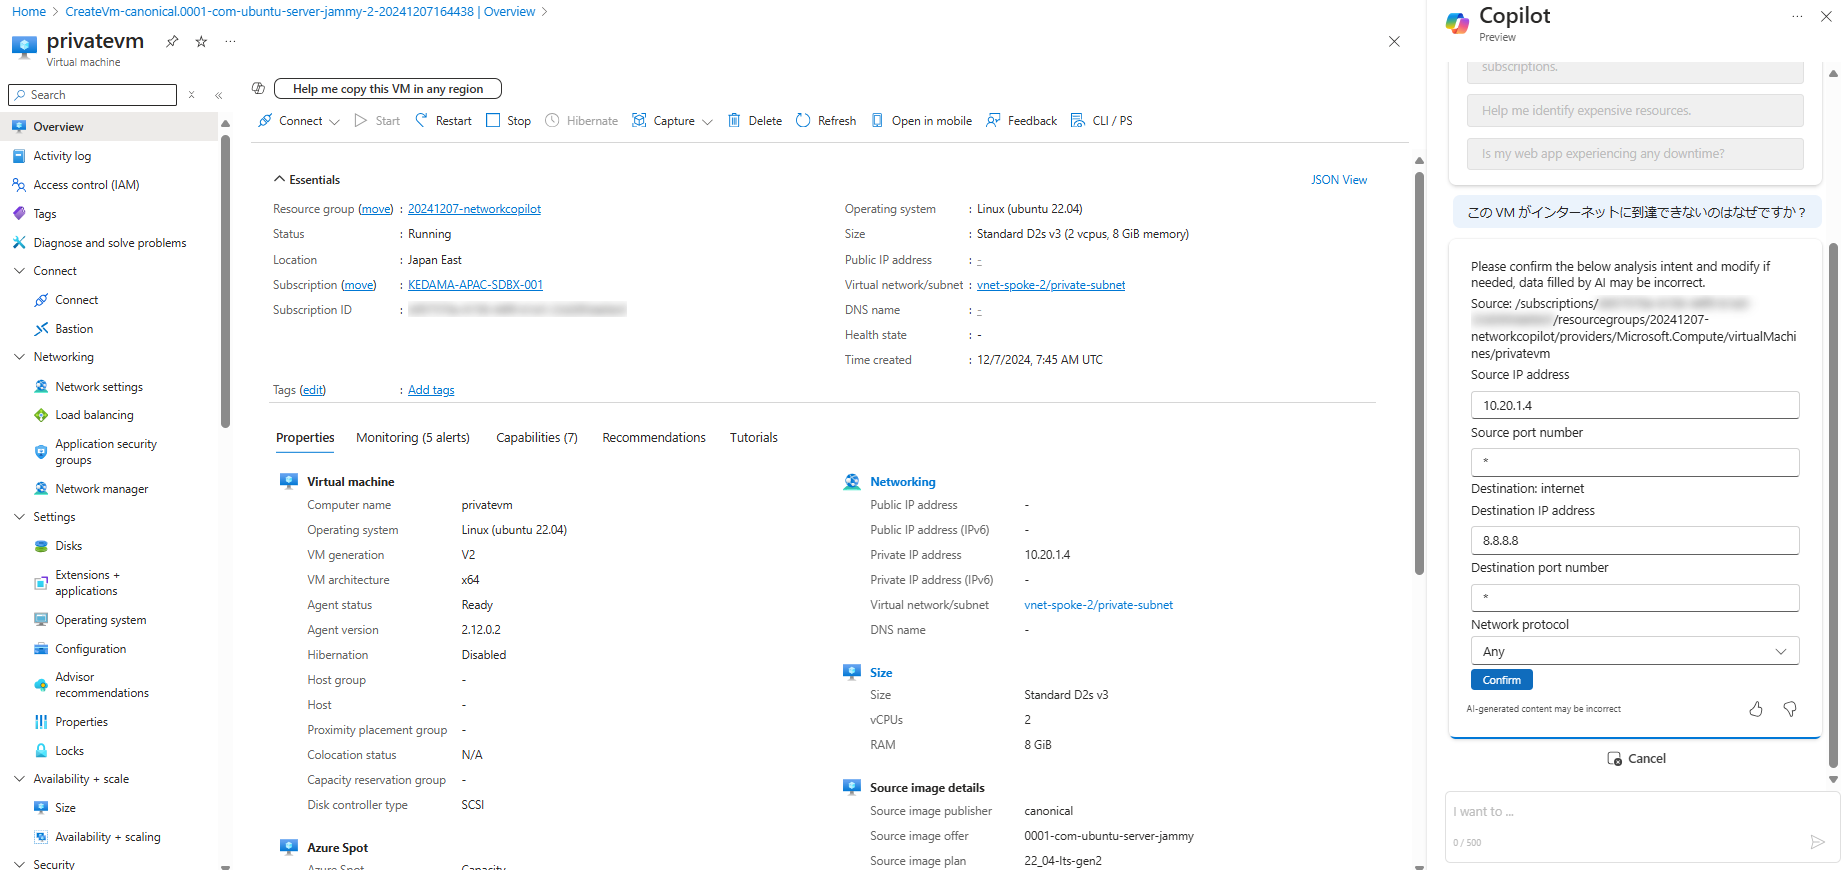 Home > CreateVm-canonical.0001-com-ubuntu-server-jammy-2-20241207164438 | Overview >
privatevm
Virtual machine
Search
Overview
Activity log
Access control (IAM)
Tags
Diagnose and solve problems
Connect
Connect
Bastion
Networking
Network settings
Load balancing
Application security
groups
Network manager
Settings
Disks
Extensions +
applications
Operating system
Configuration
Advisor
recommendations
Properties
Locks
Availability + scale
Size
Availability + scaling
Security
Help me copy this VM in any region
Connect Start Restart Stop Hibernate Capture Delete Refresh Open in mobile Feedback CLI / PS
Essentials
JSON View
Resource group (move) : 20241207-networkcopilot
Status : Running
Location : Japan East
Subscription (move) : KEDAMA-APAC-SDBX-001
Subscription ID :
Operating system : Linux (ubuntu 22.04)
Size : Standard D2s v3 (2 vcpus, 8 GiB memory)
Public IP address : -
Virtual network/subnet : vnet-spoke-2/private-subnet
DNS name : -
Health state : -
Time created : 12/7/2024, 7:45 AM UTC
Tags (edit) : Add tags
Properties Monitoring (5 alerts) Capabilities (7) Recommendations Tutorials
Virtual machine
Computer name privatevm
Operating system Linux (ubuntu 22.04)
VM generation V2
VM architecture x64
Agent status Ready
Agent version 2.12.0.2
Hibernation Disabled
Host group -
Host -
Proximity placement group -
Colocation status N/A
Capacity reservation group -
Disk controller type SCSI
Azure Spot
Azure Spot Capacity
Networking
Public IP address -
Public IP address (IPv6) -
Private IP address 10.20.1.4
Private IP address (IPv6) -
Virtual network/subnet vnet-spoke-2/private-subnet
DNS name -
Size
Size Standard D2s v3
vCPUs 2
RAM 8 GiB
Source image details
Source image publisher canonical
Source image offer 0001-com-ubuntu-server-jammy
Source image plan 22_04-lts-gen2
Copilot
Preview
subscriptions.
Help me identify expensive resources.
Is my web app experiencing any downtime?
この VM がインターネットに到達できないのはなぜですか？
Please confirm the below analysis intent and modify if
needed, data filled by AI may be incorrect.
Source: /subscriptions/
/resourcegroups/20241207-
networkcopilot/providers/Microsoft.Compute/virtualMachi
nes/privatevm
Source IP address
10.20.1.4
Source port number
*
Destination: internet
Destination IP address
8.8.8.8
Destination port number
*
Network protocol
Any
Confirm
AI-generated content may be incorrect
Cancel
I want to ...
0 / 500